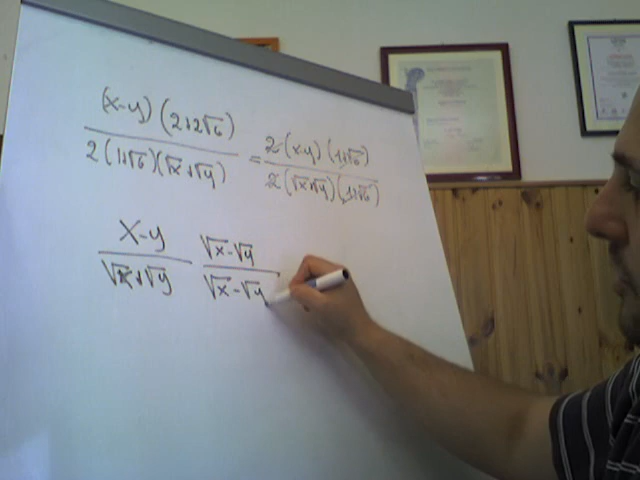 (x-y)(2+2√6) / 2(1+√6)(√x+√y) = 2(x-y)(1+√6) / 2(√x+√y)(1+√6)
x-y / √x+√y √x-√y / √x-√y